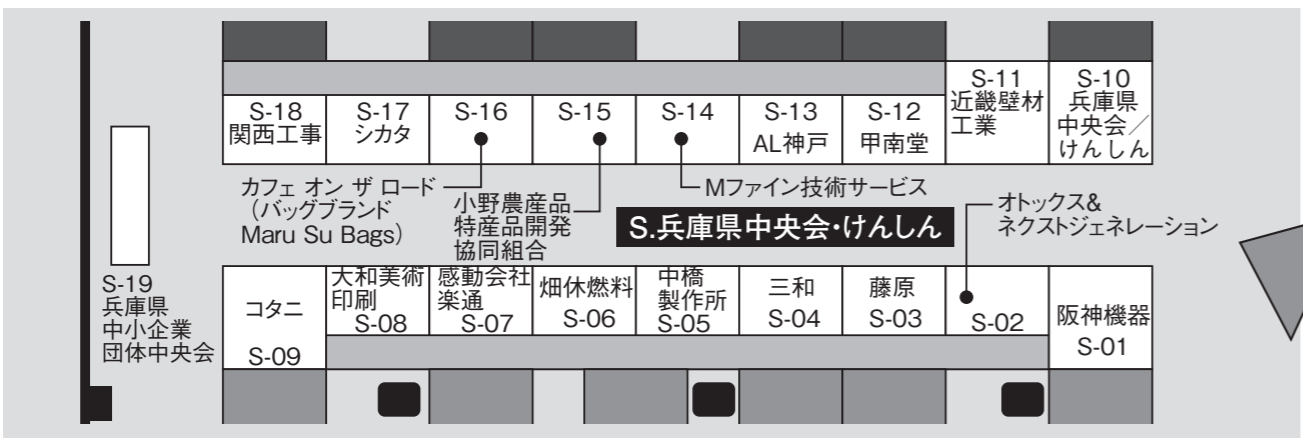 S-18
関西工事
S-17
シカタ
S-16
S-15
S-14
S-13
AL神戸
S-12
甲南堂
S-11
近畿壁材
工業
S-10
兵庫県
中央会／
けんしん
カフェ オン ザ ロード
（バッグブランド
Maru Su Bags）
小野農産品
特産品開発
協同組合
Mファイン技術サービス
S.兵庫県中央会・けんしん
オトックス&
ネクストジェネレーション
S-19
兵庫県
中小企業
団体中央会
コタニ
S-09
大和美術
印刷
S-08
感動会社
楽通
S-07
畑休燃料
S-06
中橋
製作所
S-05
三和
S-04
藤原
S-03
S-02
阪神機器
S-01